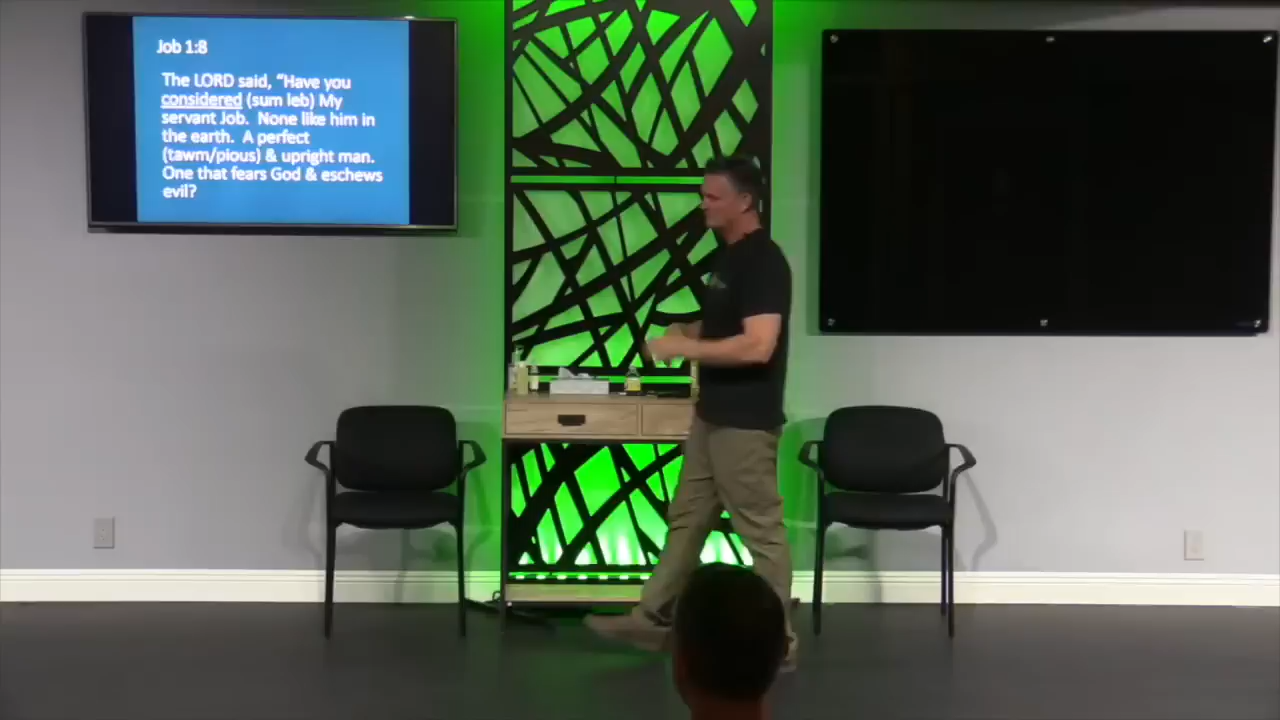 Job 1:8
The LORD said, "Have you
considered (sum leb) My
servant Job. None like him in
the earth. A perfect
(tawm/pious) & upright man.
One that fears God & eschews
evil?